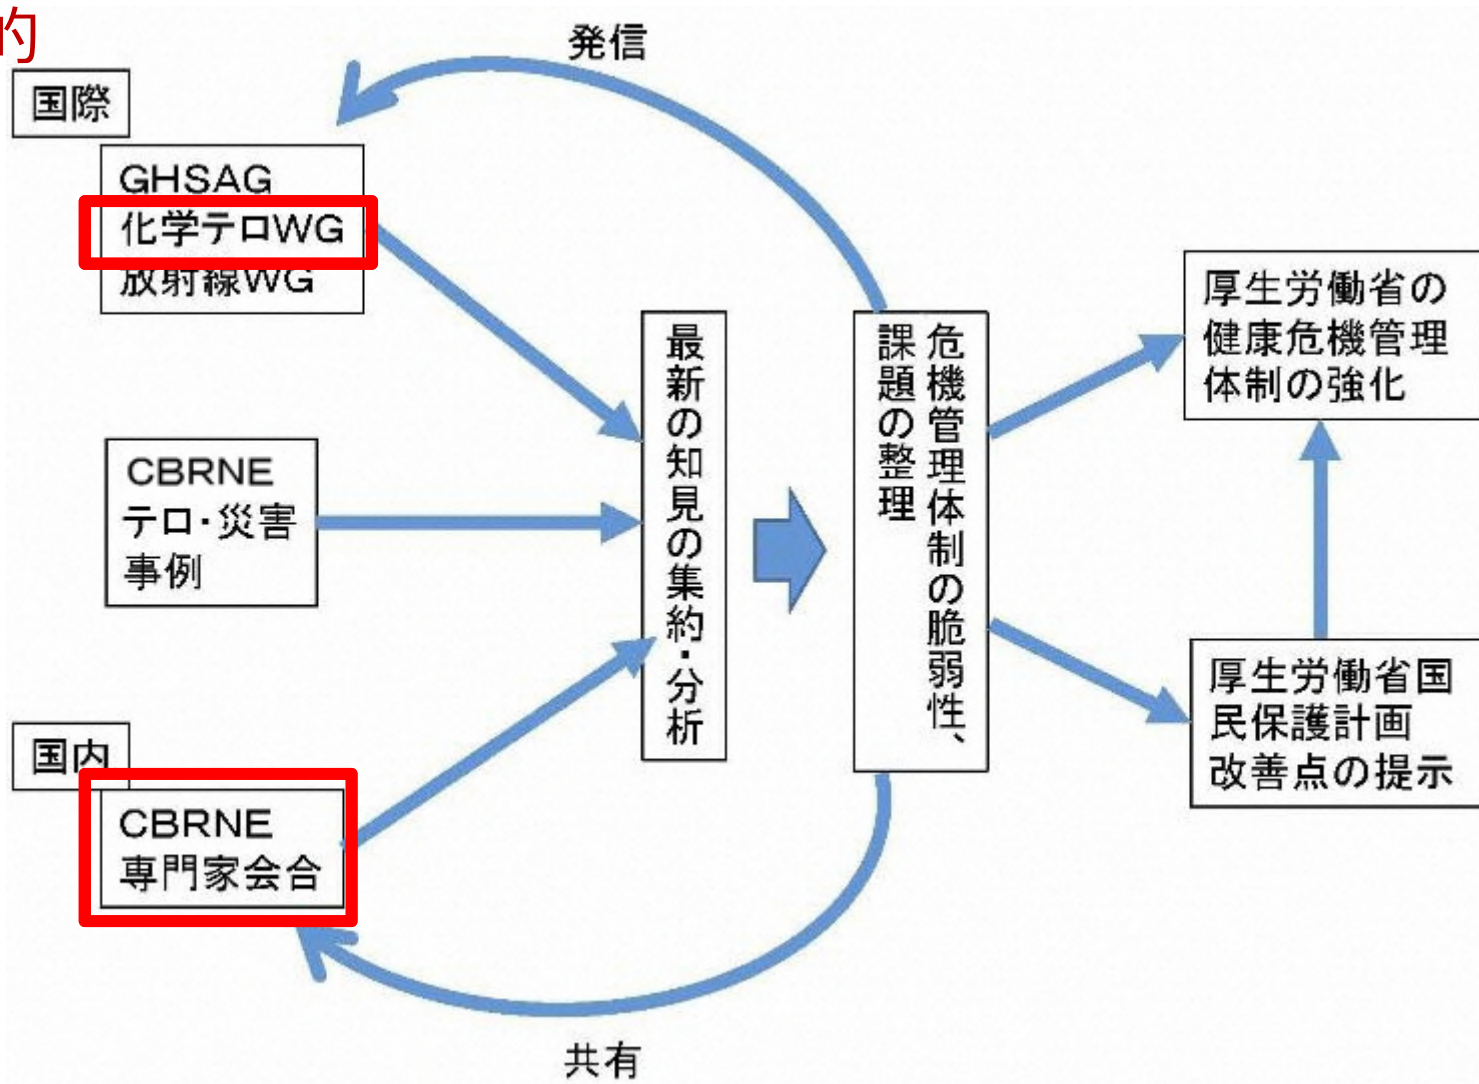 的
発信
国際
GHSAG
化学テロWG
放射線WG
最新の知見の集約・分析
危機管理体制の脆弱性、
課題の整理
厚生労働省の
健康危機管理
体制の強化
CBRNE
テロ・災害
事例
厚生労働省国
民保護計画
改善点の提示
国内
CBRNE
専門家会合
共有